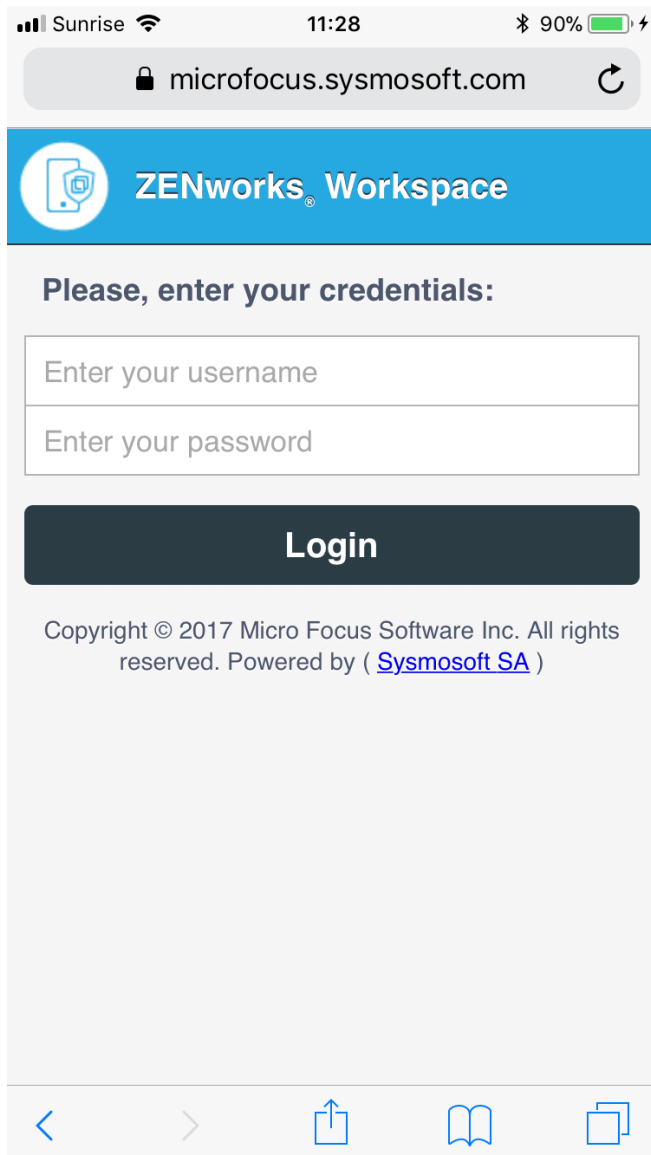 Sunrise 11:28 90%
microfocus.sysmosoft.com
ZENworks® Workspace
Please, enter your credentials:
Enter your username
Enter your password
Login
Copyright © 2017 Micro Focus Software Inc. All rights
reserved. Powered by ( Sysmosoft SA )